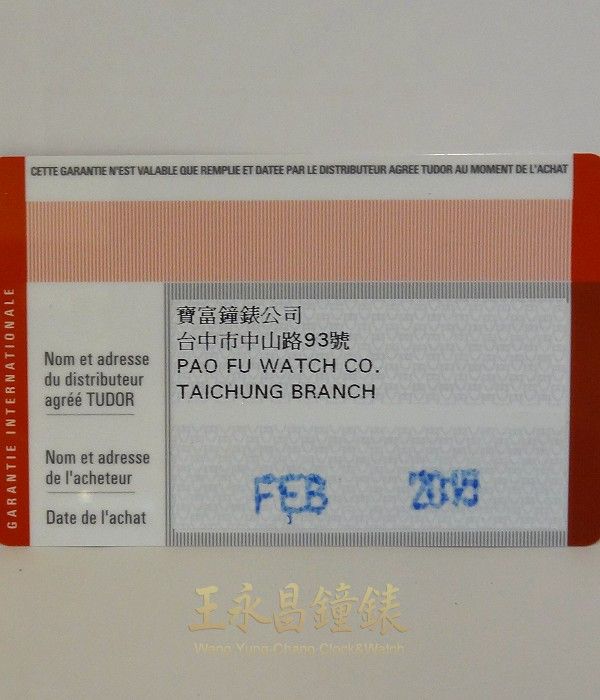 CETTE GARANTIE N'EST VALABLE QUE REMPLIE ET DATEE PAR LE DISTRIBUTEUR AGREE TUDOR AU MOMENT DE L'ACHAT
GARANTIE INTERNATIONALE
Nom et adresse
du distributeur
agréé TUDOR
寶富鐘錶公司
台中市中山路93號
PAO FU WATCH CO.
TAICHUNG BRANCH
Nom et adresse
de l'acheteur
Date de l'achat
FEB
王永昌鐘錶
Wang Yung-Chang Clock&Watch